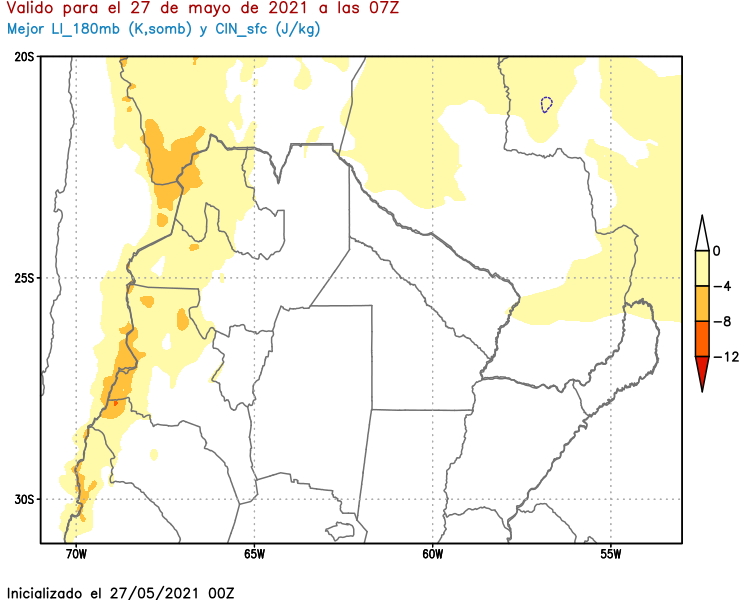 Valido para el 27 de mayo de 2021 a las 07Z
Mejor LI_180mb (K,somb) y CIN_sfc (J/kg)
20S
25S
30S
70W
65W
60W
55W
0
−4
−8
−12
Inicializado el 27/05/2021 00Z